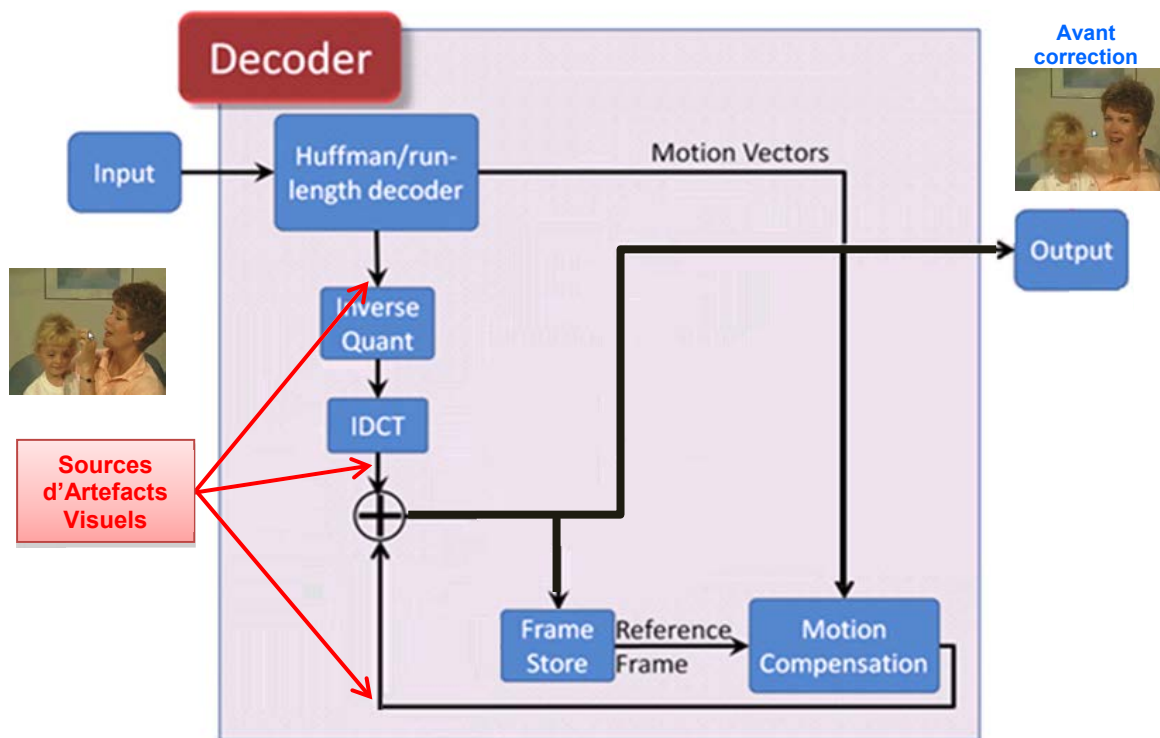 Decoder
Avant
correction
Input
Huffman/run-
length decoder
Motion Vectors
Output
Inverse
Quant
IDCT
Sources
d'Artefacts
Visuels
Frame
Store
Reference
Frame
Motion
Compensation